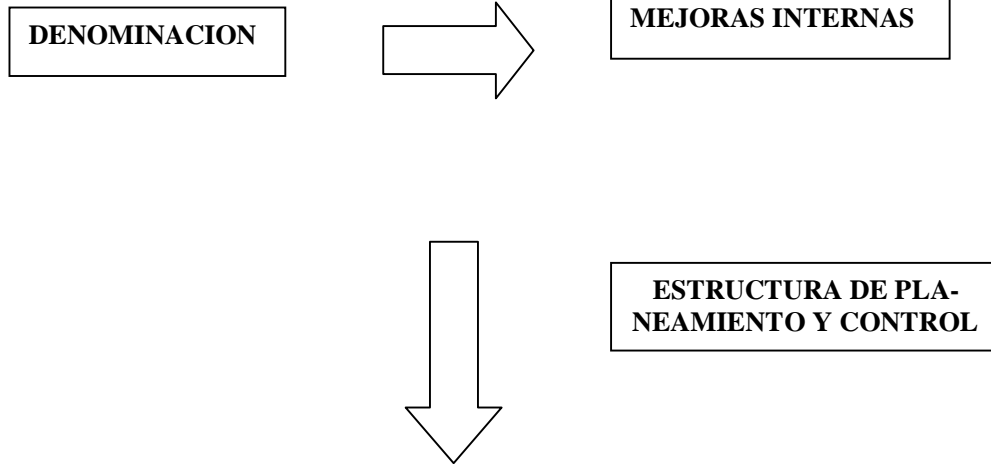 DENOMINACION
MEJORAS INTERNAS
ESTRUCTURA DE PLA-
NEAMIENTO Y CONTROL